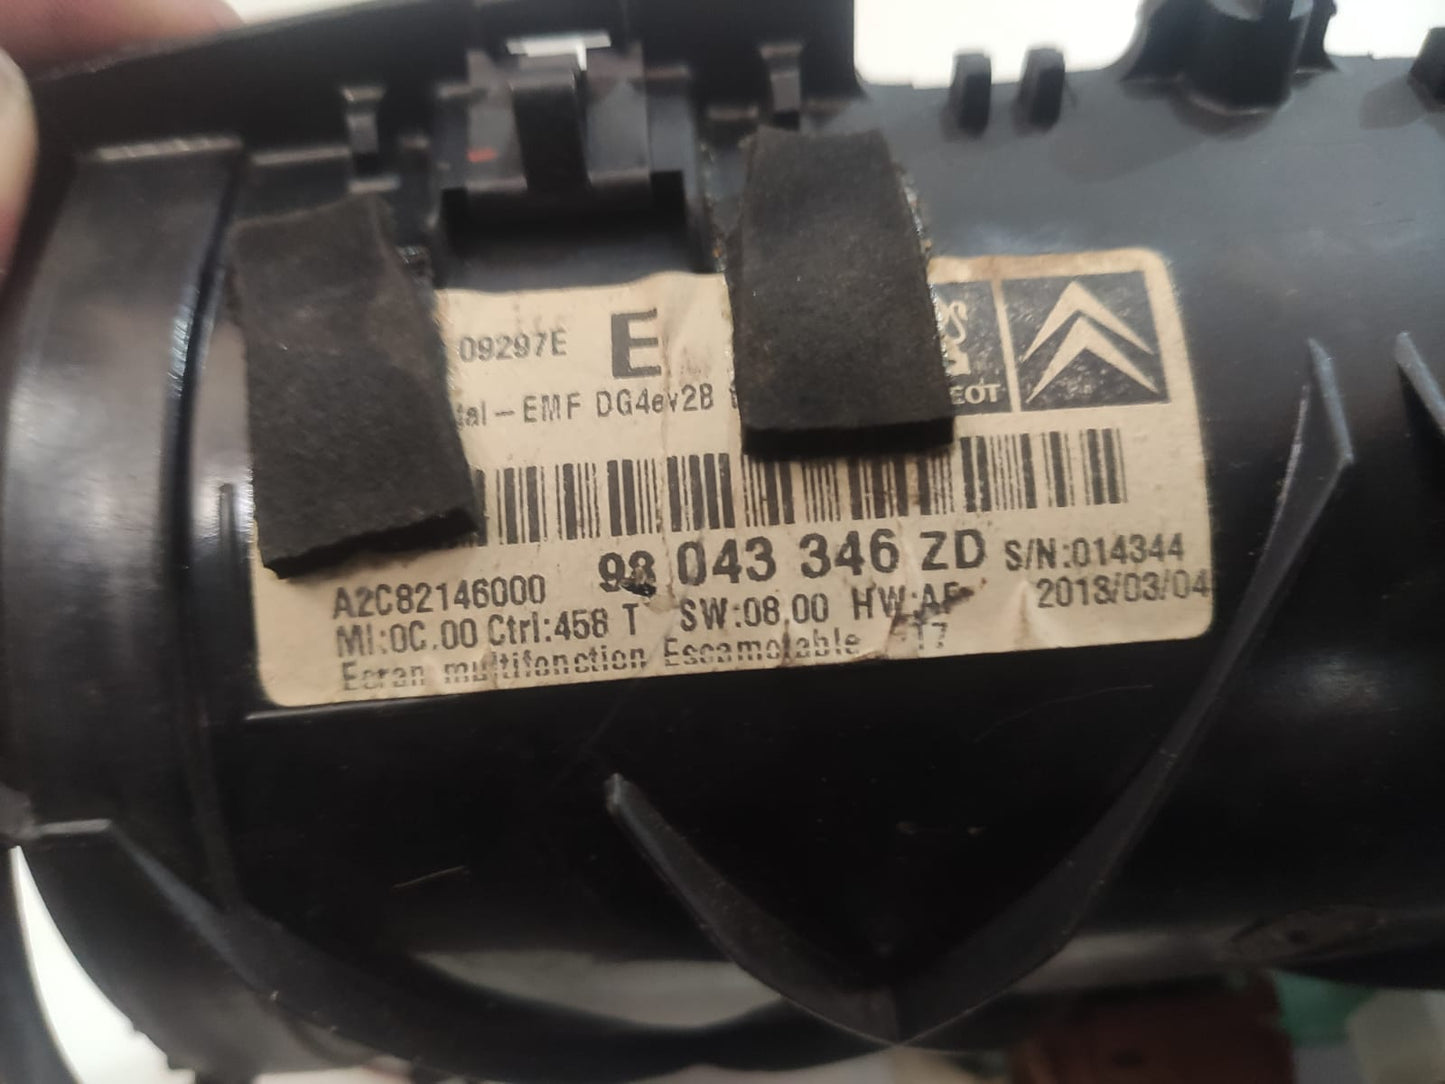 09297E E
tal-EMF DG4ev2B
EOT
98 043 346 ZD S/N:014344
A2C82146000 2018/03/04
MI:0C.00 Ctrl:458 T SW:08.00 HW:AF
Ecran multifonction Escamotable 17